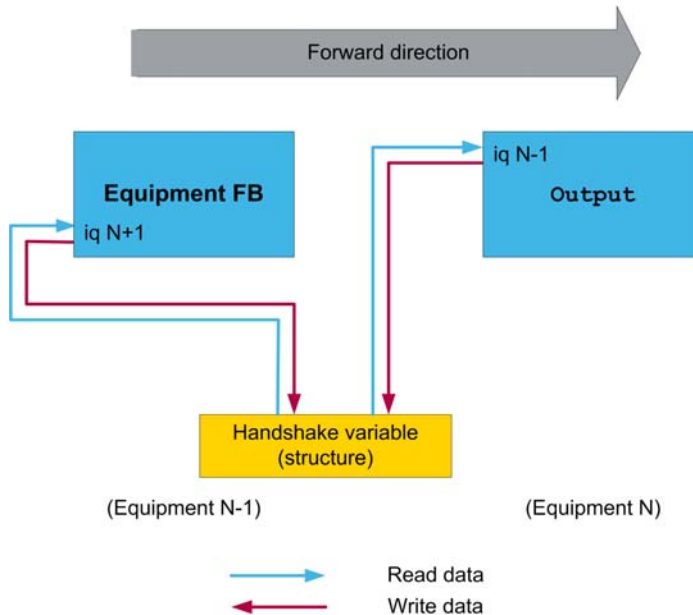 Forward direction
iq N-1
Equipment FB
Output
iq N+1
Handshake variable
(structure)
(Equipment N-1)
(Equipment N)
Read data
Write data